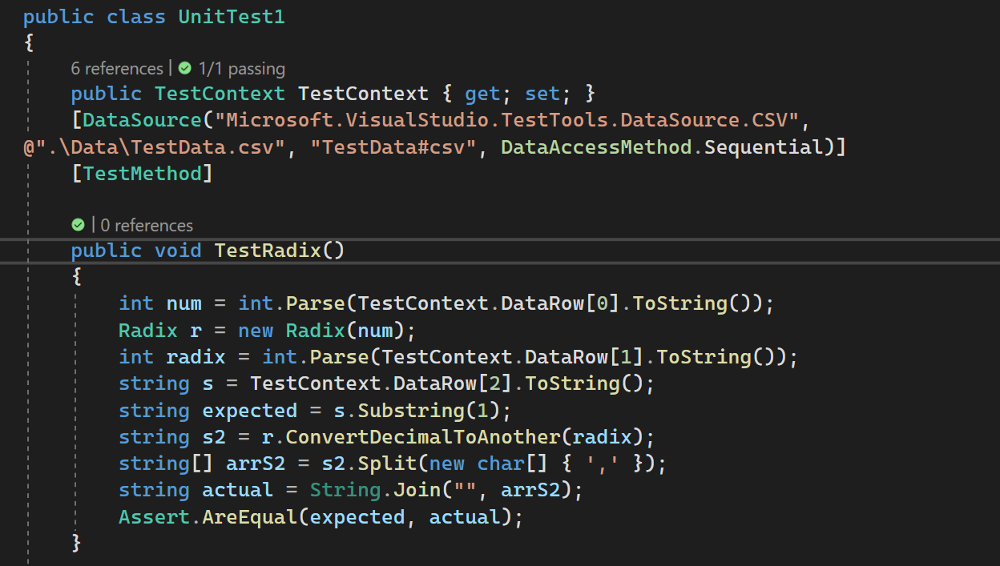 public class UnitTest1
{
6 references | 1/1 passing
public TestContext TestContext { get; set; }
[DataSource("Microsoft.VisualStudio.TestTools.DataSource.CSV",
@".\Data\TestData.csv", "TestData#csv", DataAccessMethod.Sequential)]
[TestMethod]
| 0 references
public void TestRadix()
{
int num = int.Parse(TestContext.DataRow[0].ToString());
Radix r = new Radix(num);
int radix = int.Parse(TestContext.DataRow[1].ToString());
string s = TestContext.DataRow[2].ToString();
string expected = s.Substring(1);
string s2 = r.ConvertDecimalToAnother(radix);
string[] arrS2 = s2.Split(new char[] { ',' });
string actual = String.Join("", arrS2);
Assert.AreEqual(expected, actual);
}